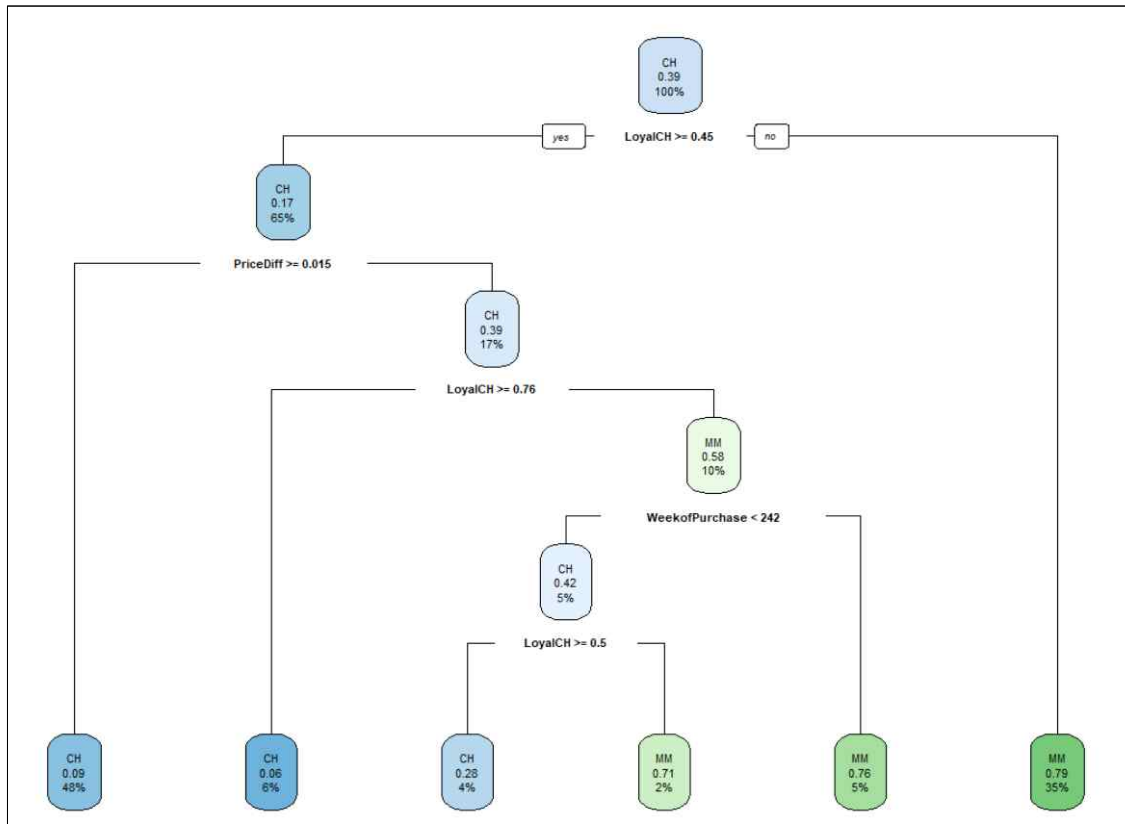 CH
0.39
100%
yes
LoyalCH >= 0.45
no
CH
0.17
65%
PriceDiff >= 0.015
CH
0.39
17%
LoyalCH >= 0.76
MM
0.58
10%
WeekofPurchase < 242
CH
0.42
5%
LoyalCH >= 0.5
CH
0.09
48%
CH
0.06
6%
CH
0.28
4%
MM
0.71
2%
MM
0.76
5%
MM
0.79
35%